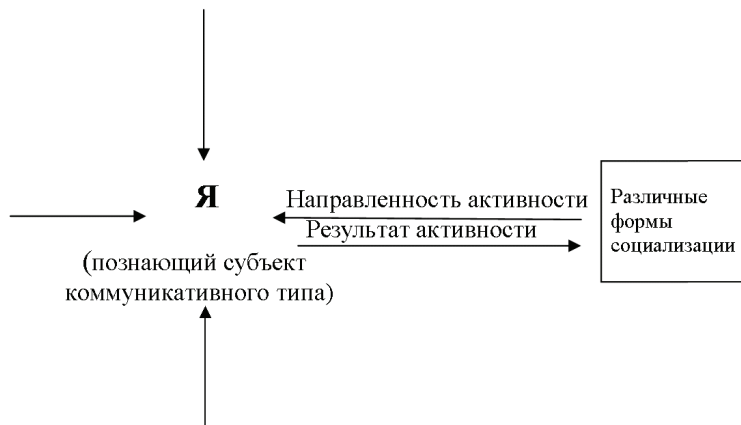 Я
Направленность активности
Результат активности
(познающий субъект
коммуникативного типа)
Различные
формы
социализации